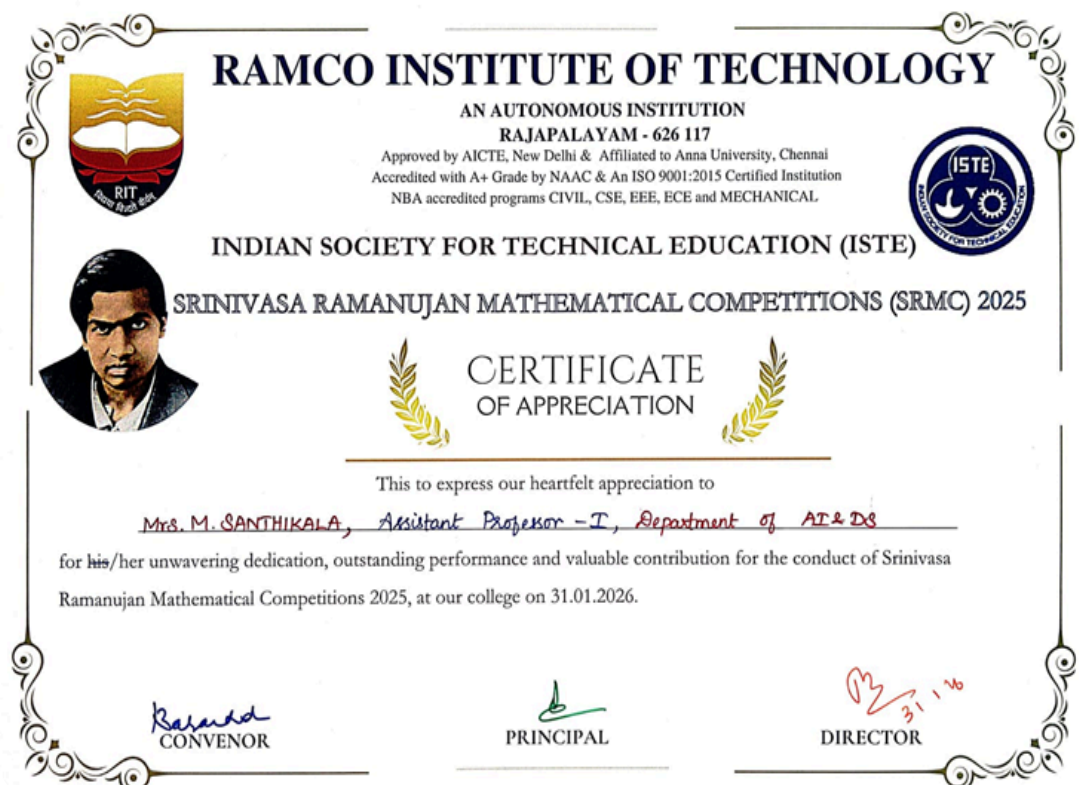 RAMCO INSTITUTE OF TECHNOLOGY
AN AUTONOMOUS INSTITUTION
RAJAPALAYAM - 626 117
Approved by AICTE, New Delhi & Affiliated to Anna University, Chennai
Accredited with A+ Grade by NAAC & An ISO 9001:2015 Certified Institution
NBA accredited programs CIVIL, CSE, EEE, ECE and MECHANICAL
RIT
ISTE
INDIAN SOCIETY FOR TECHNICAL EDUCATION
INDIAN SOCIETY FOR TECHNICAL EDUCATION (ISTE)
SRINIVASA RAMANUJAN MATHEMATICAL COMPETITIONS (SRMC) 2025
CERTIFICATE
OF APPRECIATION
This to express our heartfelt appreciation to
Mrs. M. SANTHIKALA, Assistant Professor - I, Department of AI & DS
for his/her unwavering dedication, outstanding performance and valuable contribution for the conduct of Srinivasa
Ramanujan Mathematical Competitions 2025, at our college on 31.01.2026.
31 1 26
CONVENOR PRINCIPAL DIRECTOR